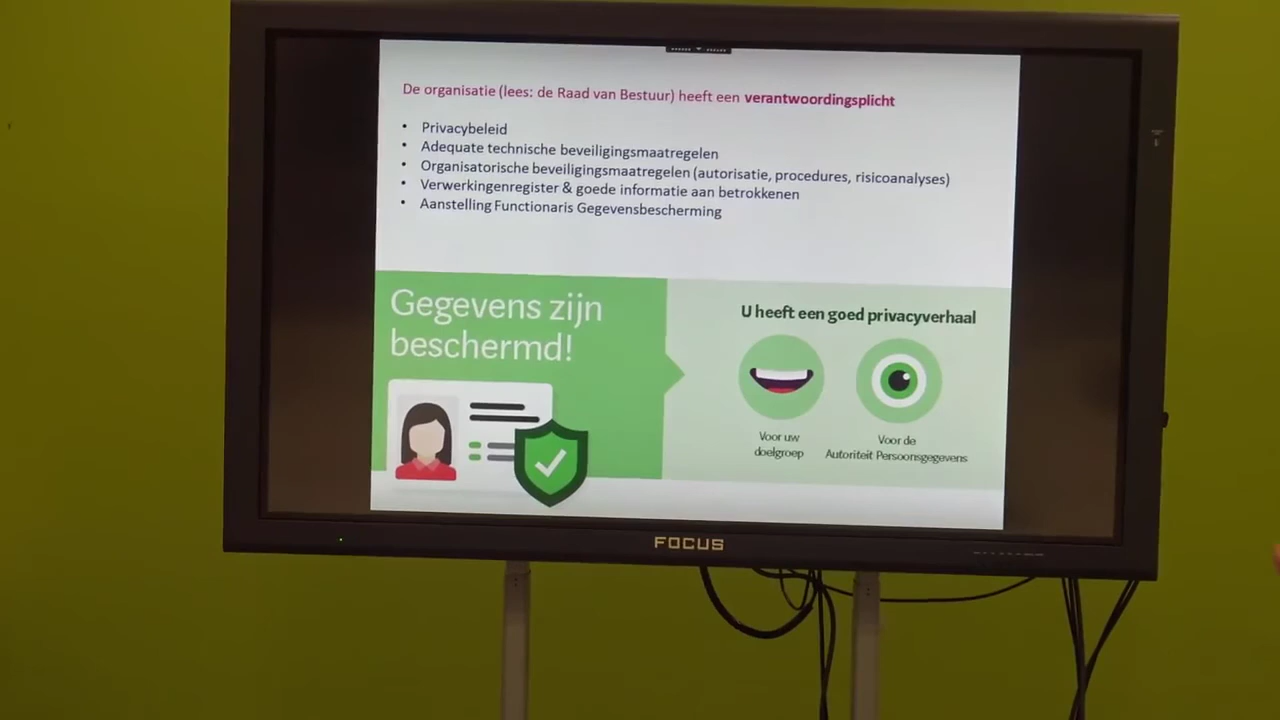 De organisatie (lees: de Raad van Bestuur) heeft een verantwoordingsplicht
• Privacybeleid
• Adequate technische beveiligingsmaatregelen
• Organisatorische beveiligingsmaatregelen (autorisatie, procedures, risicoanalyses)
• Verwerkingenregister & goede informatie aan betrokkenen
• Aanstelling Functionaris Gegevensbescherming
Gegevens zijn
beschermd!
U heeft een goed privacyverhaal
Voor uw
doelgroep
Voor de
Autoriteit Persoonsgegevens
FOCUS